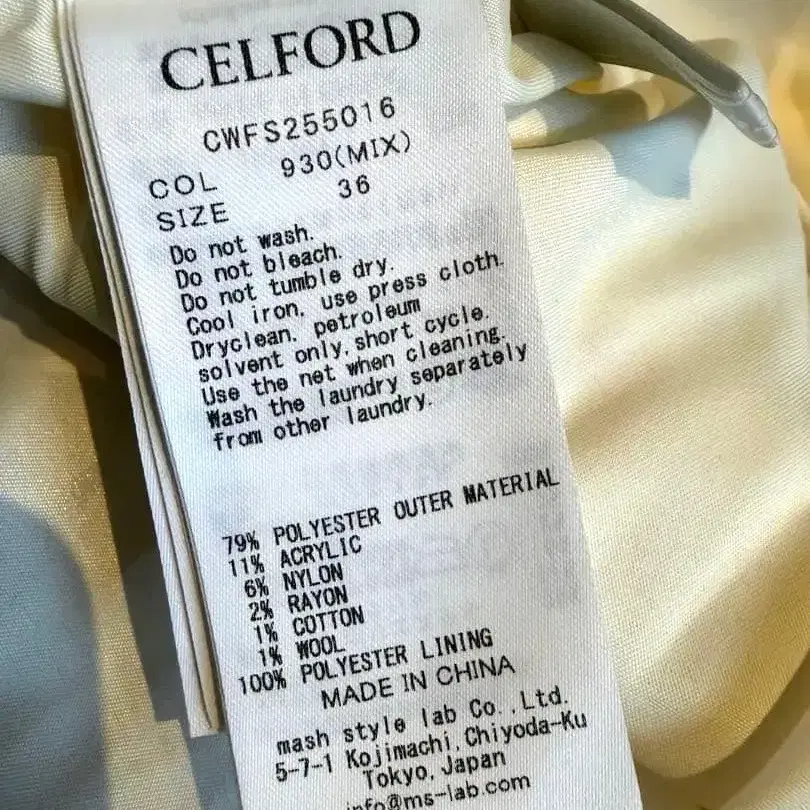 CELFORD
CWFS255016
COL 930(MIX)
SIZE 36
Do not wash.
Do not bleach.
Do not tumble dry.
Cool iron. use press cloth.
Dryclean. petroleum
solvent only,short cycle.
Use the net when cleaning.
Wash the laundry separately
from other laundry.
79% POLYESTER OUTER MATERIAL
11% ACRYLIC
6% NYLON
2% RAYON
1% COTTON
1% WOOL
100% POLYESTER LINING
MADE IN CHINA
mash style lab Co.,Ltd.
5-7-1 Kojimachi,Chiyoda-Ku
Tokyo,Japan
info@ms-lab.com